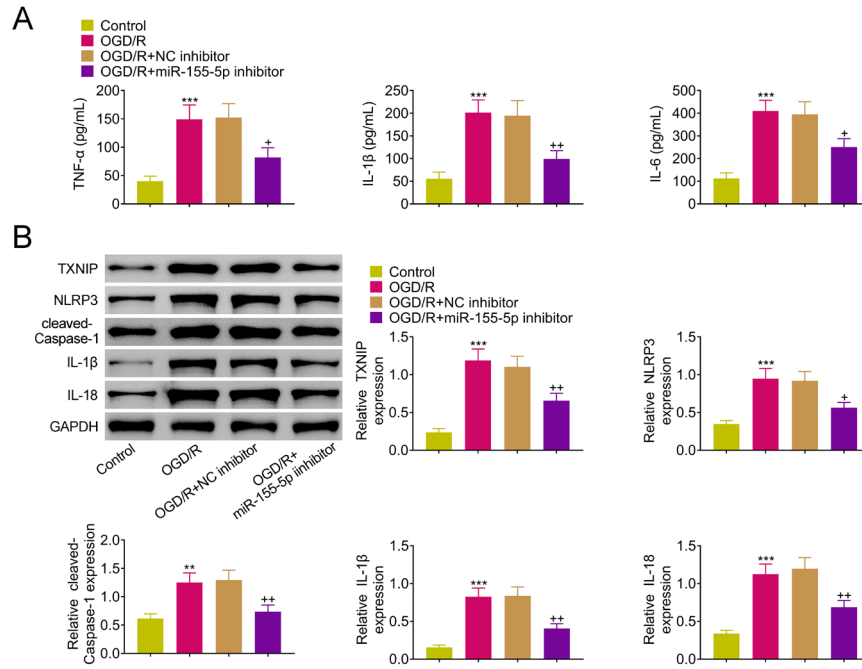 A
Control
OGD/R
OGD/R+NC inhibitor
OGD/R+miR-155-5p inhibitor
TNF-α (pg/mL)
200
150
100
50
0
***
+
IL-1β (pg/mL)
250
200
150
100
50
0
***
++
IL-6 (pg/mL)
500
400
300
200
100
0
***
+
B
TXNIP
NLRP3
cleaved-
Caspase-1
IL-1β
IL-18
GAPDH
Control
OGD/R
OGD/R+NC inhibitor
OGD/R+
miR-155-5p iinhibitor
Control
OGD/R
OGD/R+NC inhibitor
OGD/R+miR-155-5p inhibitor
Relative TXNIP
expression
1.5
1.0
0.5
0.0
***
++
Relative NLRP3
expression
1.5
1.0
0.5
0.0
***
+
Relative cleaved-
Caspase-1 expression
2.0
1.5
1.0
0.5
0.0
**
++
Relative IL-1β
expression
1.5
1.0
0.5
0.0
***
++
Relative IL-18
expression
1.5
1.0
0.5
0.0
***
++